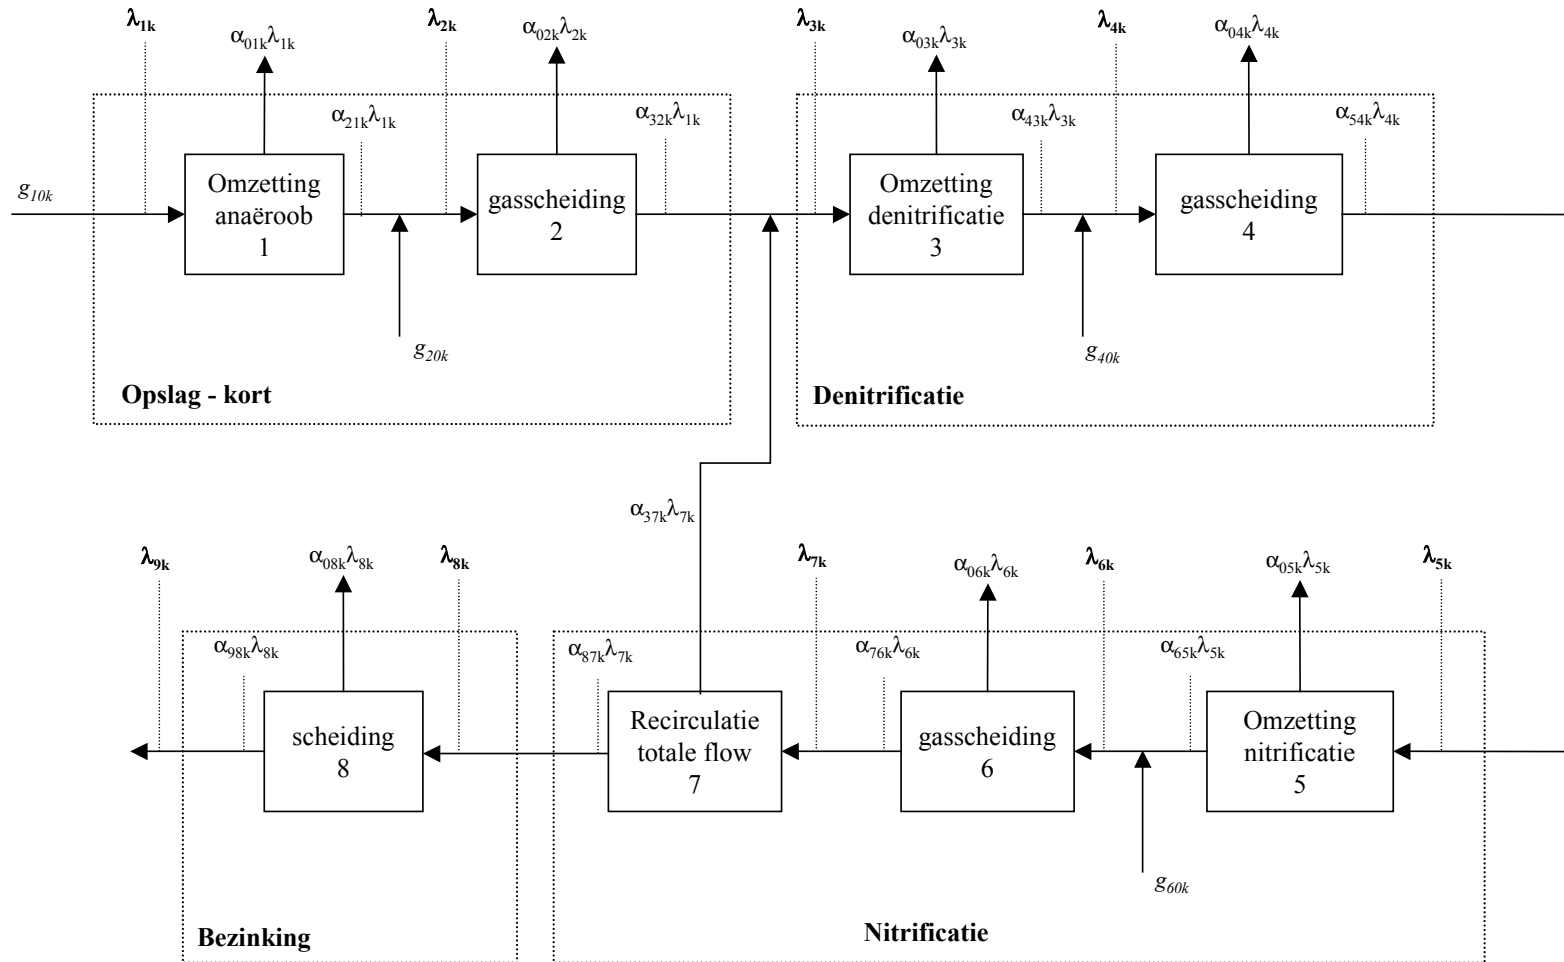 λ1k
α01kλ1k
λ2k
α02kλ2k
λ3k
α03kλ3k
λ4k
α04kλ4k
α21kλ1k
α32kλ1k
α43kλ3k
α54kλ4k
g10k
Omzetting
anaëroob
1
gasscheiding
2
Omzetting
denitrificatie
3
gasscheiding
4
g20k
g40k
Opslag - kort
Denitrificatie
α37kλ7k
λ9k
α08kλ8k
λ8k
λ7k
α06kλ6k
λ6k
α05kλ5k
λ5k
α98kλ8k
α87kλ7k
α76kλ6k
α65kλ5k
scheiding
8
Recirculatie
totale flow
7
gasscheiding
6
Omzetting
nitrificatie
5
g60k
Bezinking
Nitrificatie